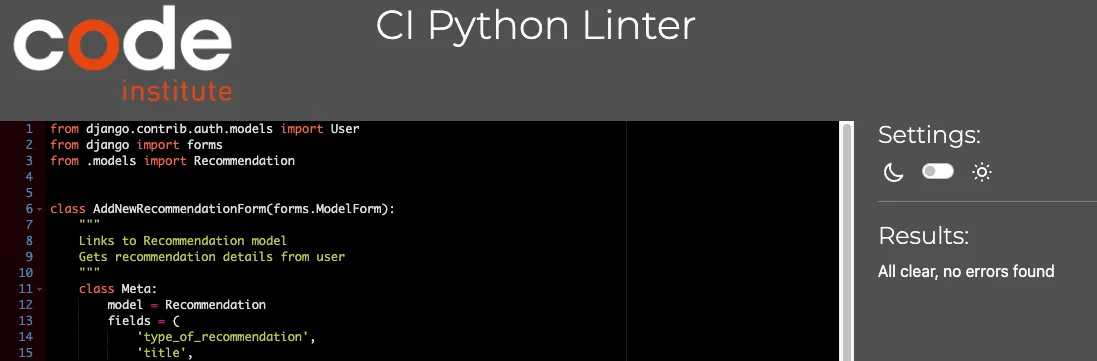 code
institute
CI Python Linter
1 from django.contrib.auth.models import User
2 from django import forms
3 from .models import Recommendation
4
5
6 class AddNewRecommendationForm(forms.ModelForm):
7     """
8     Links to Recommendation model
9     Gets recommendation details from user
10     """
11     class Meta:
12         model = Recommendation
13         fields = (
14             'type_of_recommendation',
15             'title',
Settings:
Results:
All clear, no errors found